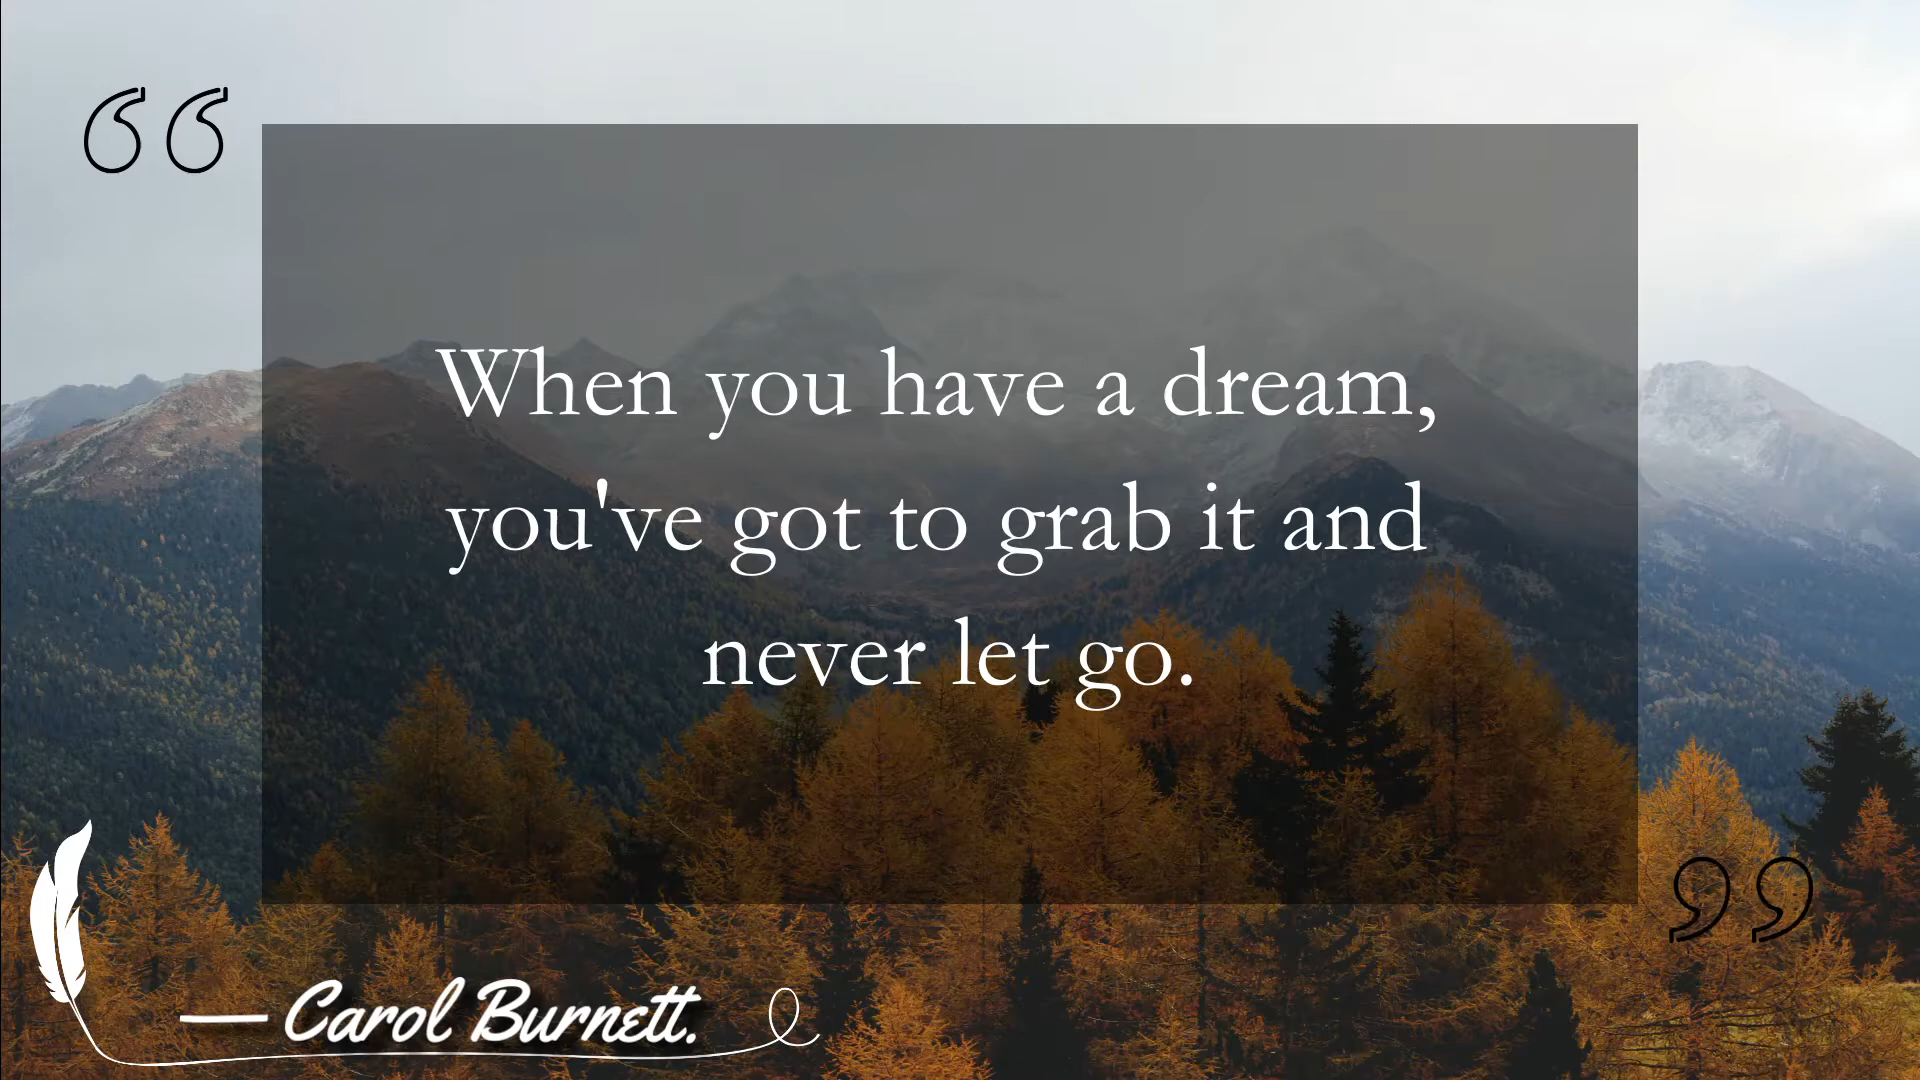 “
When you have a dream,
you've got to grab it and
never let go.
”
— Carol Burnett.